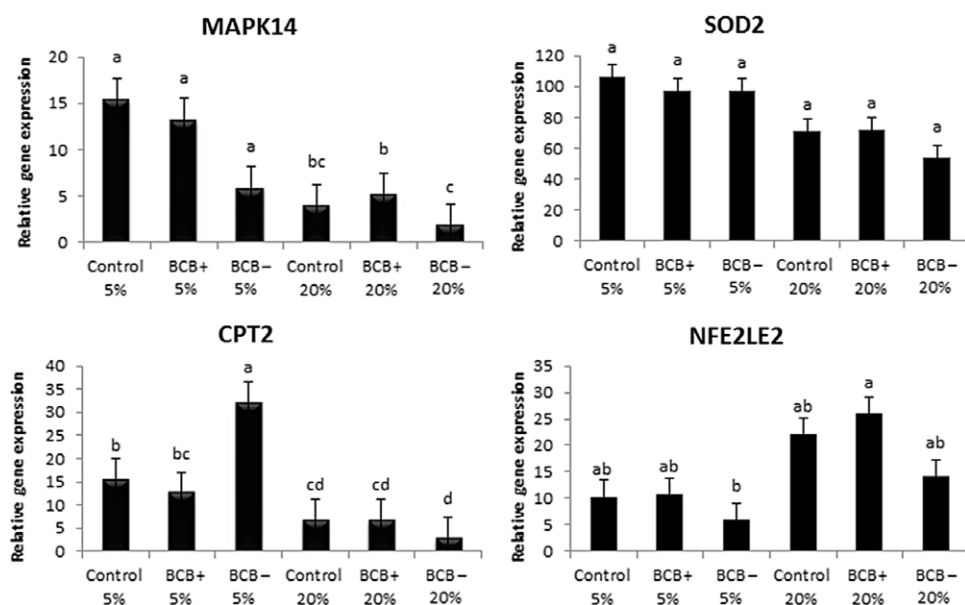 MAPK14
Relative gene expression
20
15
10
5
0
a
a
a
bc
b
c
Control BCB+ BCB− Control BCB+ BCB−
5% 5% 5% 20% 20% 20%
SOD2
Relative gene expression
120
100
80
60
40
20
0
a
a
a
a
a
a
Control BCB+ BCB− Control BCB+ BCB−
5% 5% 5% 20% 20% 20%
CPT2
Relative gene expression
40
35
30
25
20
15
10
5
0
b
bc
a
cd
cd
d
Control BCB+ BCB− Control BCB+ BCB−
5% 5% 5% 20% 20% 20%
NFE2LE2
Relative gene expression
35
30
25
20
15
10
5
0
ab
ab
b
ab
a
ab
Control BCB+ BCB− Control BCB+ BCB−
5% 5% 5% 20% 20% 20%